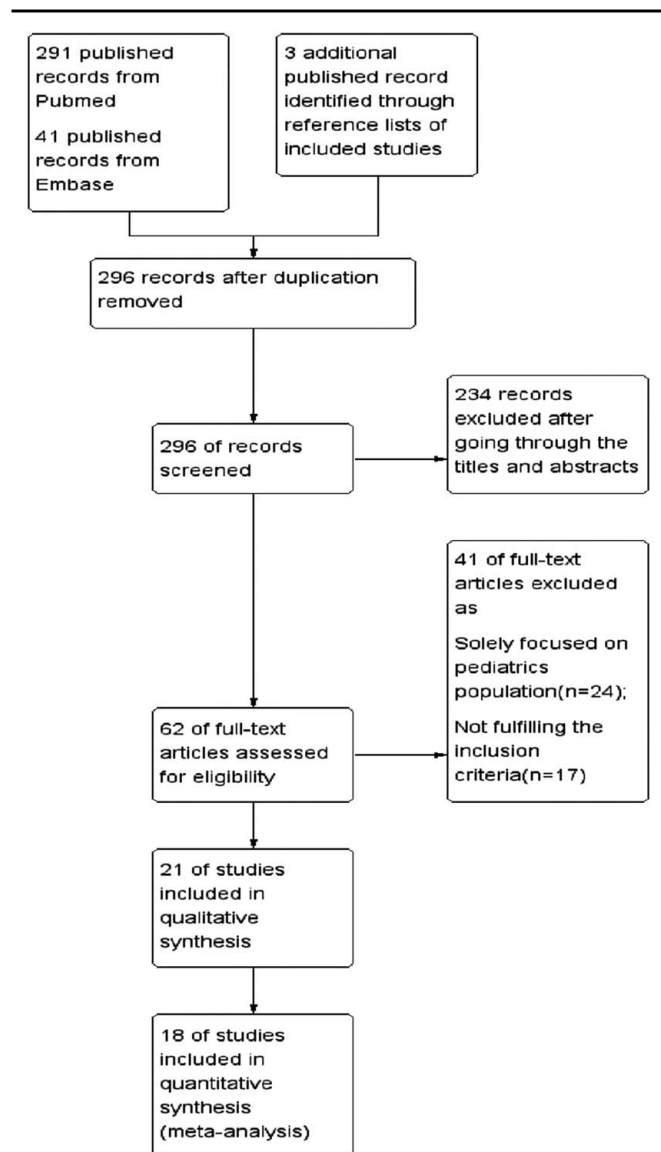 291 published
records from
Pubmed
41 published
records from
Embase
3 additional
published record
identified through
reference lists of
included studies
296 records after duplication
removed
296 of records
screened
234 records
excluded after
going through the
titles and abstracts
41 of full-text
articles excluded
as
Solely focused on
pediatrics
population(n=24);
Not fulfilling the
inclusion
criteria(n=17)
62 of full-text
articles assessed
for eligibility
21 of studies
included in
qualitative
synthesis
18 of studies
included in
quantitative
synthesis
(meta-analysis)